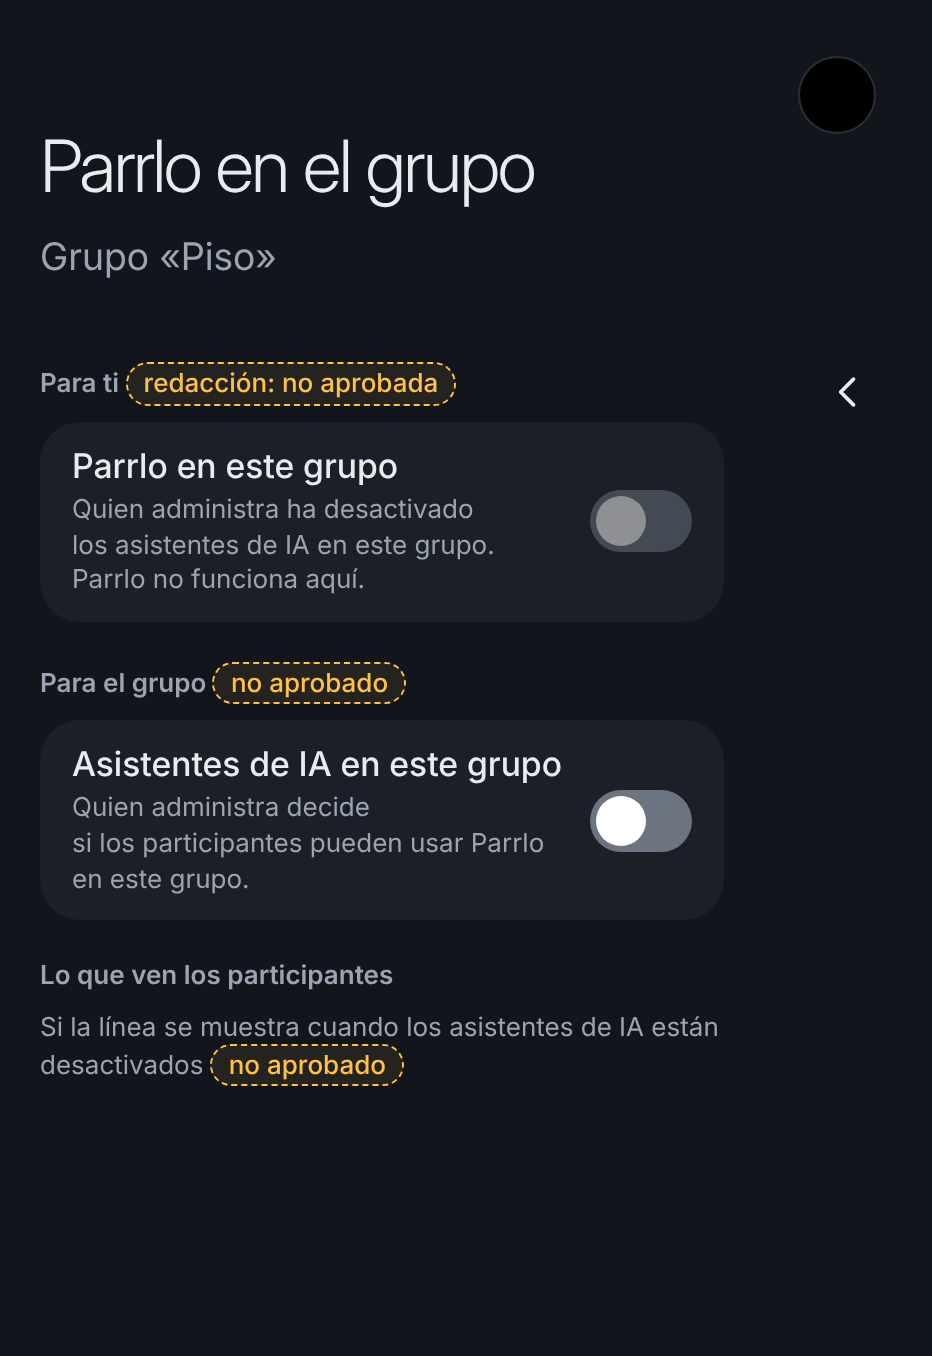 Parrlo en el grupo
Grupo «Piso»
Para ti redacción: no aprobada
Parrlo en este grupo
Quien administra ha desactivado
los asistentes de IA en este grupo.
Parrlo no funciona aquí.
Para el grupo no aprobado
Asistentes de IA en este grupo
Quien administra decide
si los participantes pueden usar Parrlo
en este grupo.
Lo que ven los participantes
Si la línea se muestra cuando los asistentes de IA están
desactivados no aprobado